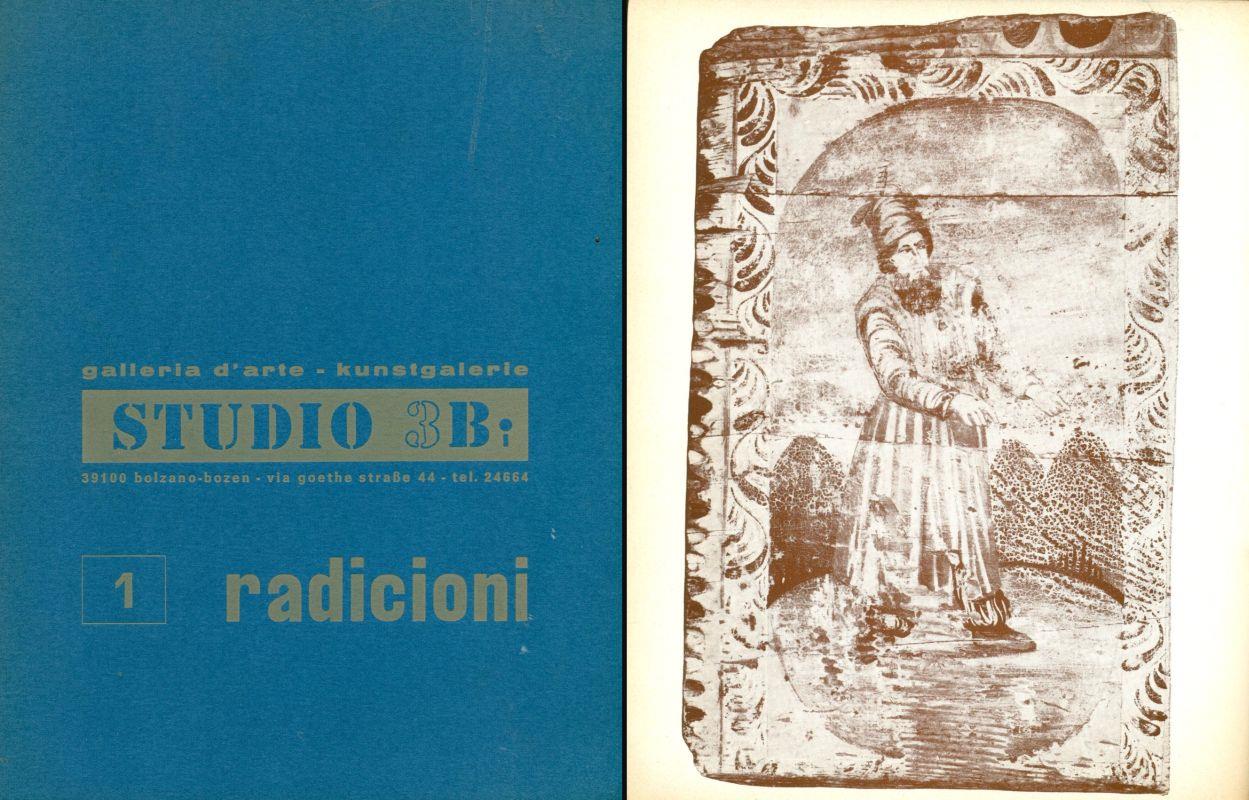 galleria d'arte - kunstgalerie
STUDIO 3B;
39100 bolzano-bozen - via goethe straße 44 - tel. 24664
1 radicioni